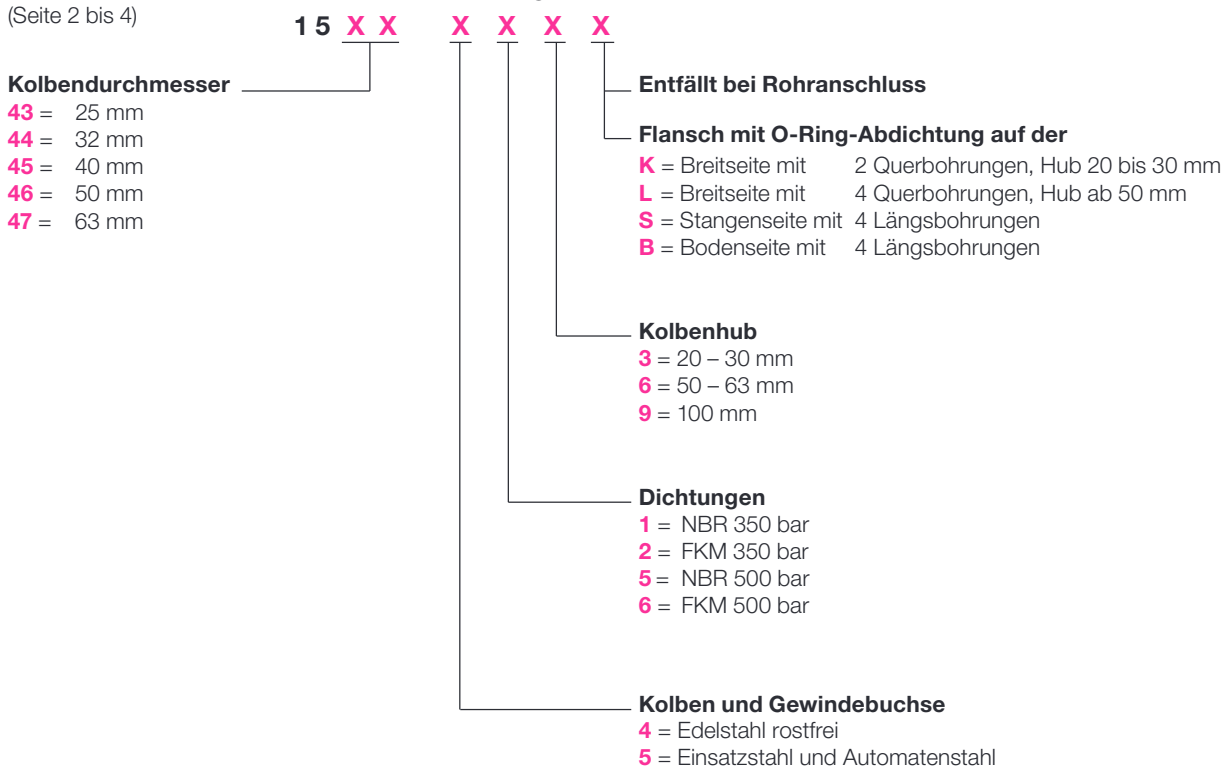 (Seite 2 bis 4)
1 5 X X X X X X
Kolbendurchmesser
43 = 25 mm
44 = 32 mm
45 = 40 mm
46 = 50 mm
47 = 63 mm
Entfällt bei Rohranschluss
Flansch mit O-Ring-Abdichtung auf der
K = Breitseite mit 2 Querbohrungen, Hub 20 bis 30 mm
L = Breitseite mit 4 Querbohrungen, Hub ab 50 mm
S = Stangenseite mit 4 Längsbohrungen
B = Bodenseite mit 4 Längsbohrungen
Kolbenhub
3 = 20 – 30 mm
6 = 50 – 63 mm
9 = 100 mm
Dichtungen
1 = NBR 350 bar
2 = FKM 350 bar
5 = NBR 500 bar
6 = FKM 500 bar
Kolben und Gewindebuchse
4 = Edelstahl rostfrei
5 = Einsatzstahl und Automatenstahl